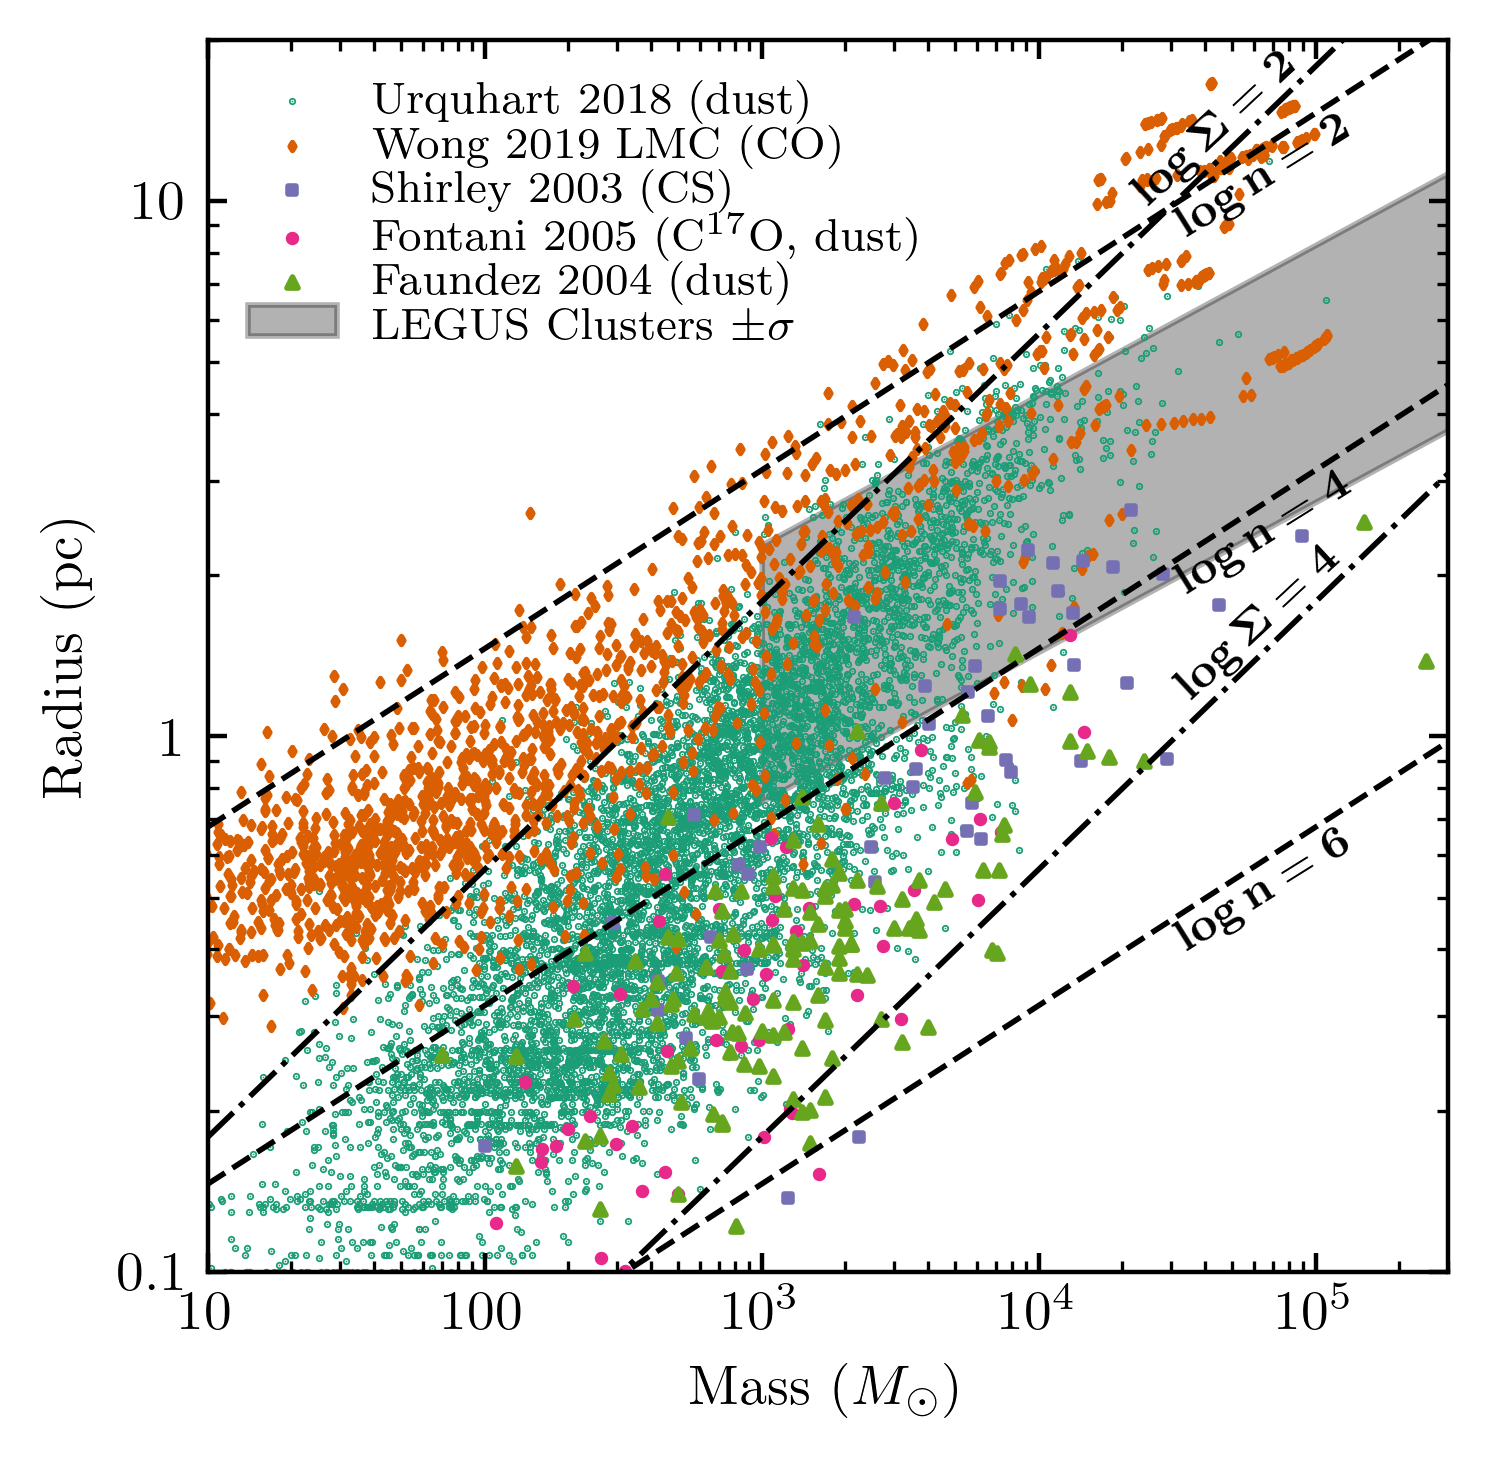 Urquhart 2018 (dust)
Wong 2019 LMC (CO)
Shirley 2003 (CS)
Fontani 2005 (C¹⁷O, dust)
Faundez 2004 (dust)
LEGUS Clusters ±σ
log Σ = 2
log n = 2
log n = 4
log Σ = 4
log n = 6
Radius (pc)
10
1
0.1
10 100 10³ 10⁴ 10⁵
Mass (M☉)